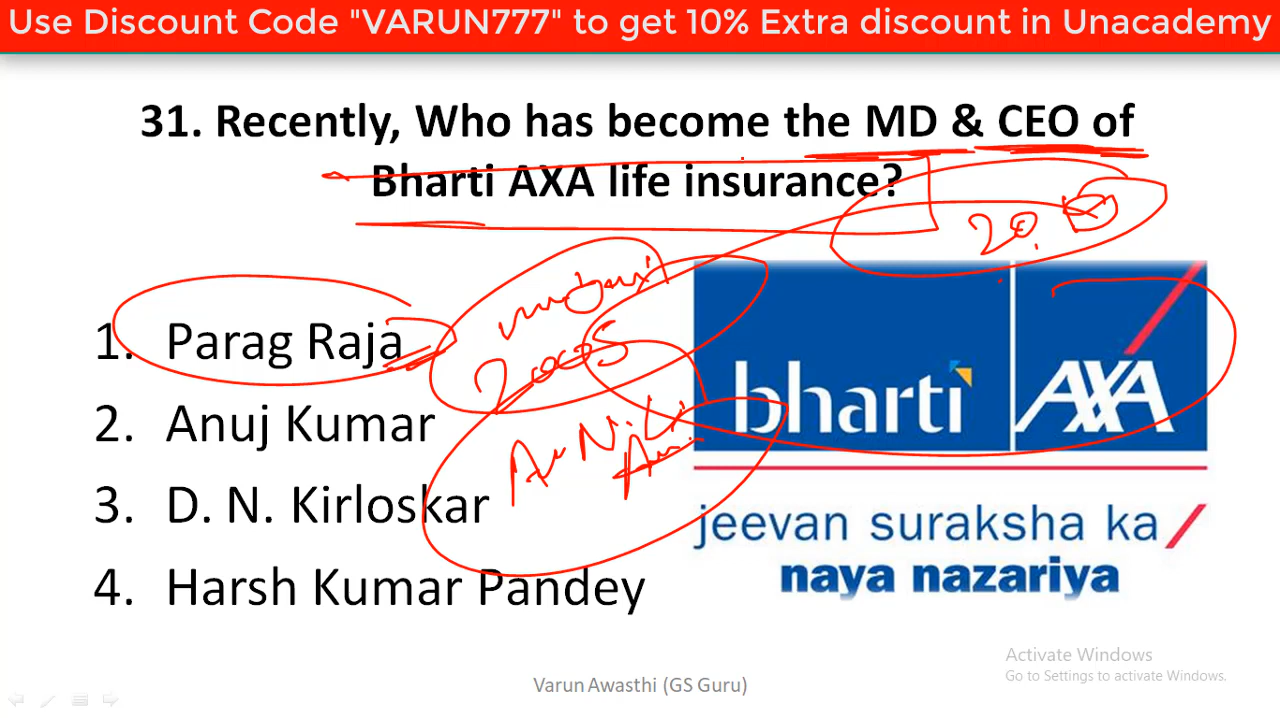 Use Discount Code "VARUN777" to get 10% Extra discount in Unacademy
31. Recently, Who has become the MD & CEO of
Bharti AXA life insurance?
1. Parag Raja
2. Anuj Kumar
3. D. N. Kirloskar
4. Harsh Kumar Pandey
2005
bharti AXA
jeevan suraksha ka
naya nazariya
Activate Windows
Go to Settings to activate Windows.
Varun Awasthi (GS Guru)